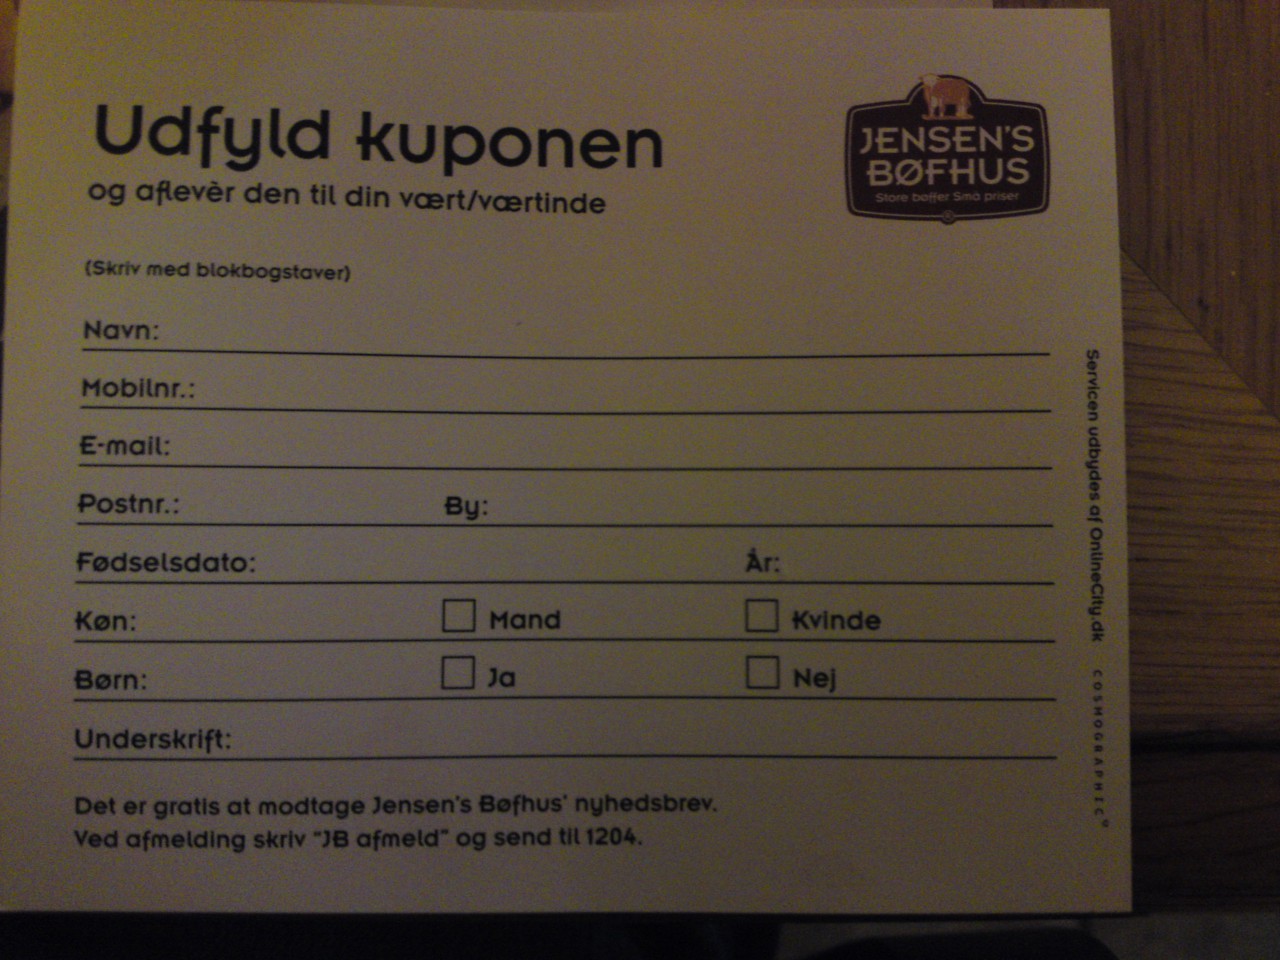 Udfyld kuponen
og aflevèr den til din vært/værtinde
JENSEN'S
BØFHUS
Store bøffer Små priser
®
(Skriv med blokbogstaver)
Navn:
Mobilnr.:
E-mail:
Postnr.: By:
Fødselsdato: År:
Køn: Mand Kvinde
Børn: Ja Nej
Underskrift:
Det er gratis at modtage Jensen's Bøfhus' nyhedsbrev.
Ved afmelding skriv "JB afmeld" og send til 1204.
Servicen udbydes af OnlineCity.dk
COSMOGRAPHIC